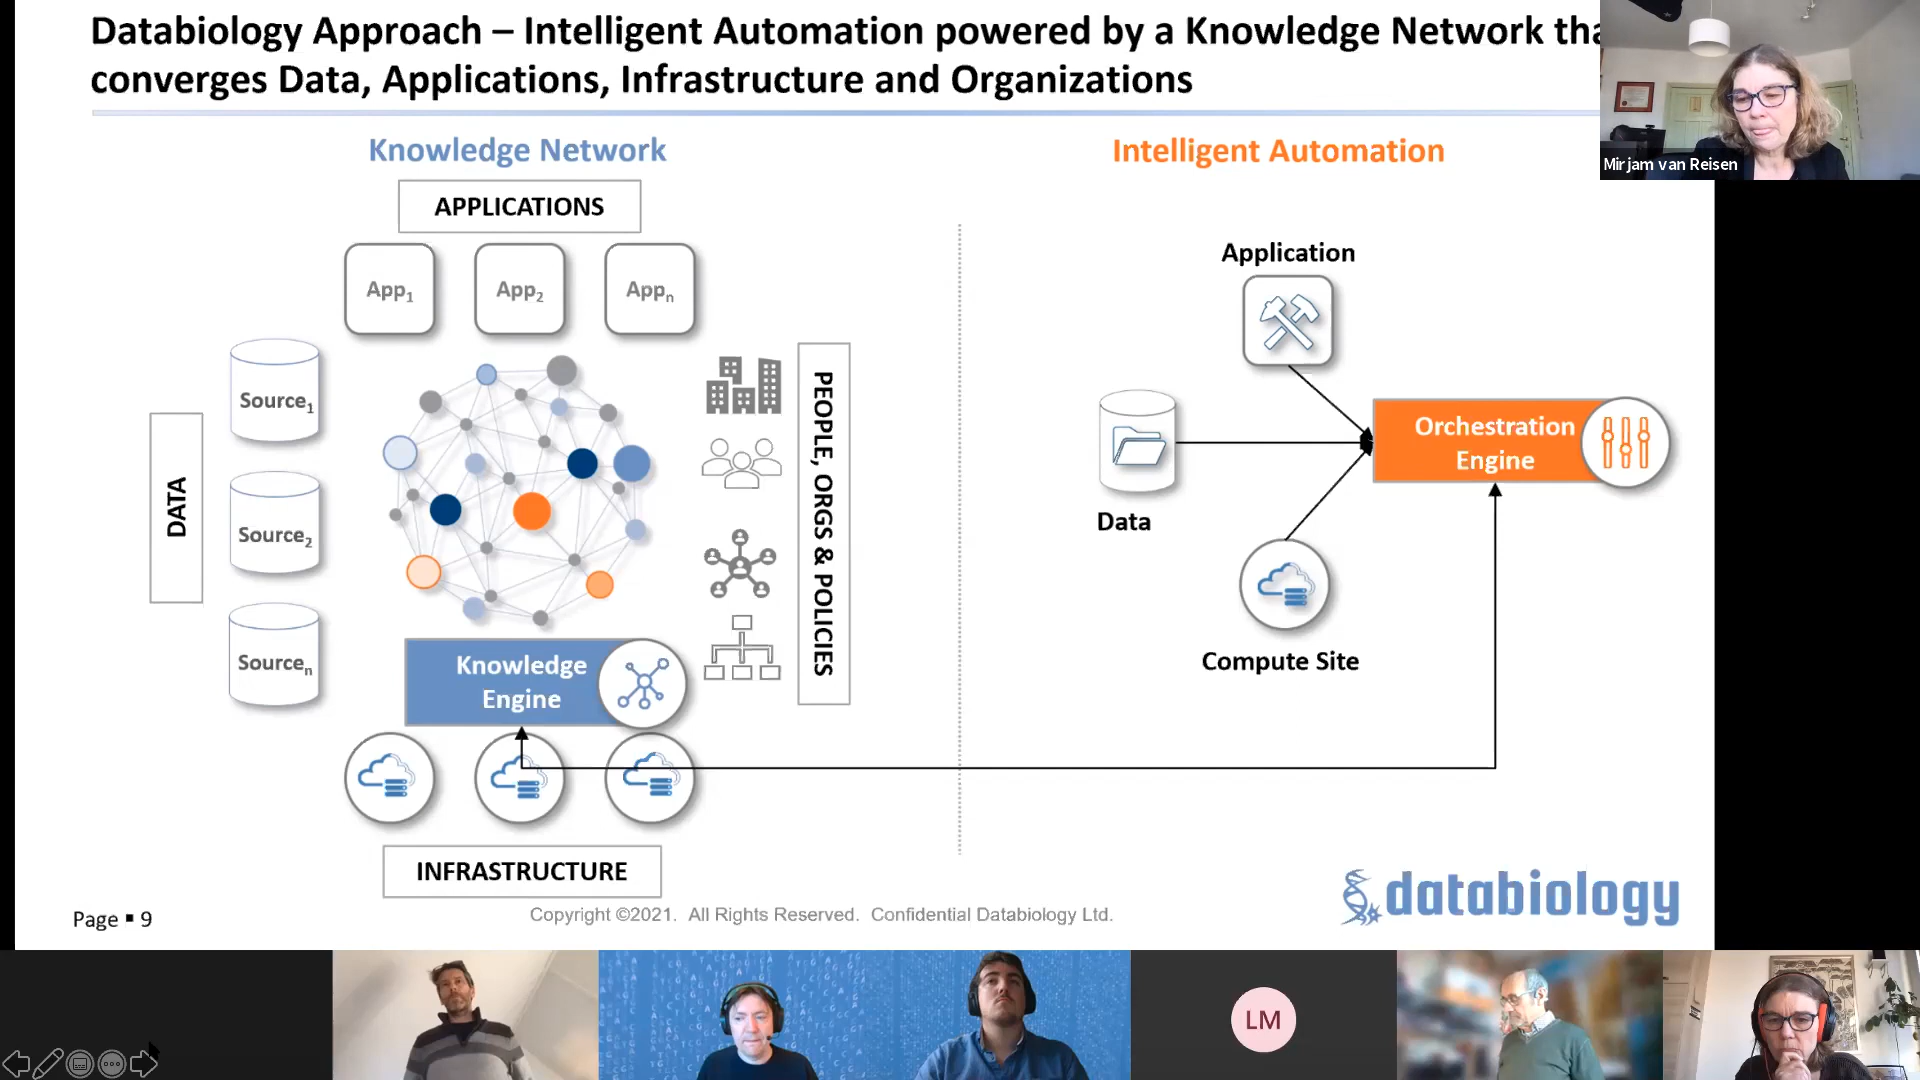 Databiology Approach – Intelligent Automation powered by a Knowledge Network tha
converges Data, Applications, Infrastructure and Organizations
Mirjam van Reisen
Knowledge Network
Intelligent Automation
APPLICATIONS
App1
App2
Appn
DATA
Source1
Source2
Sourcen
PEOPLE, ORGS & POLICIES
Knowledge
Engine
INFRASTRUCTURE
Application
Data
Compute Site
Orchestration
Engine
databiology
Page ▪ 9
Copyright ©2021. All Rights Reserved. Confidential Databiology Ltd.
LM